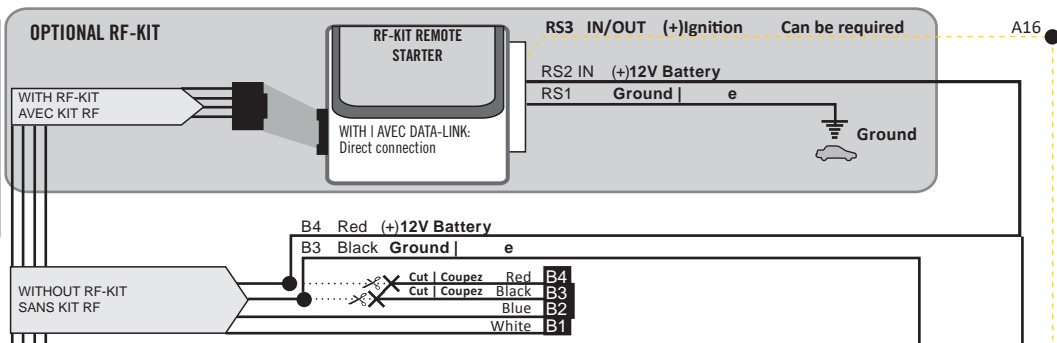 OPTIONAL RF-KIT
RF-KIT REMOTE
STARTER
RS3 IN/OUT (+)Ignition Can be required
A16
RS2 IN (+)12V Battery
RS1 Ground | e
WITH RF-KIT
AVEC KIT RF
WITH | AVEC DATA-LINK:
Direct connection
Ground
B4 Red (+)12V Battery
B3 Black Ground | e
WITHOUT RF-KIT
SANS KIT RF
Cut | Coupez Red B4
Cut | Coupez Black B3
Blue B2
White B1